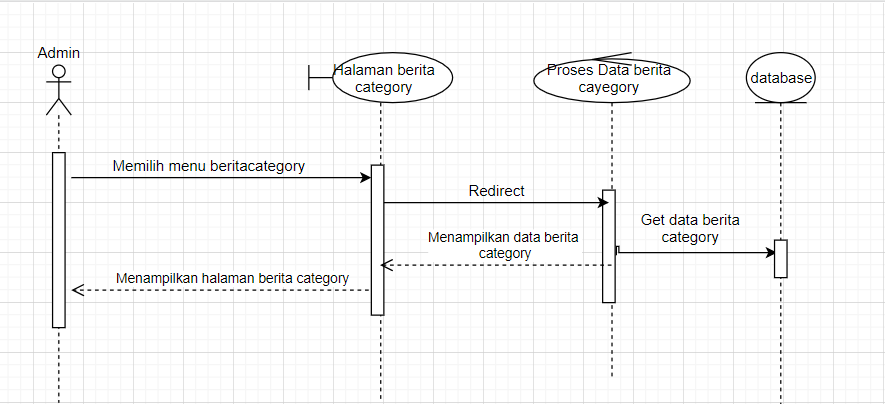 Admin
Halaman berita
category
Proses Data berita
cayegory
database
Memilih menu beritacategory
Redirect
Get data berita
category
Menampilkan data berita
category
Menampilkan halaman berita category